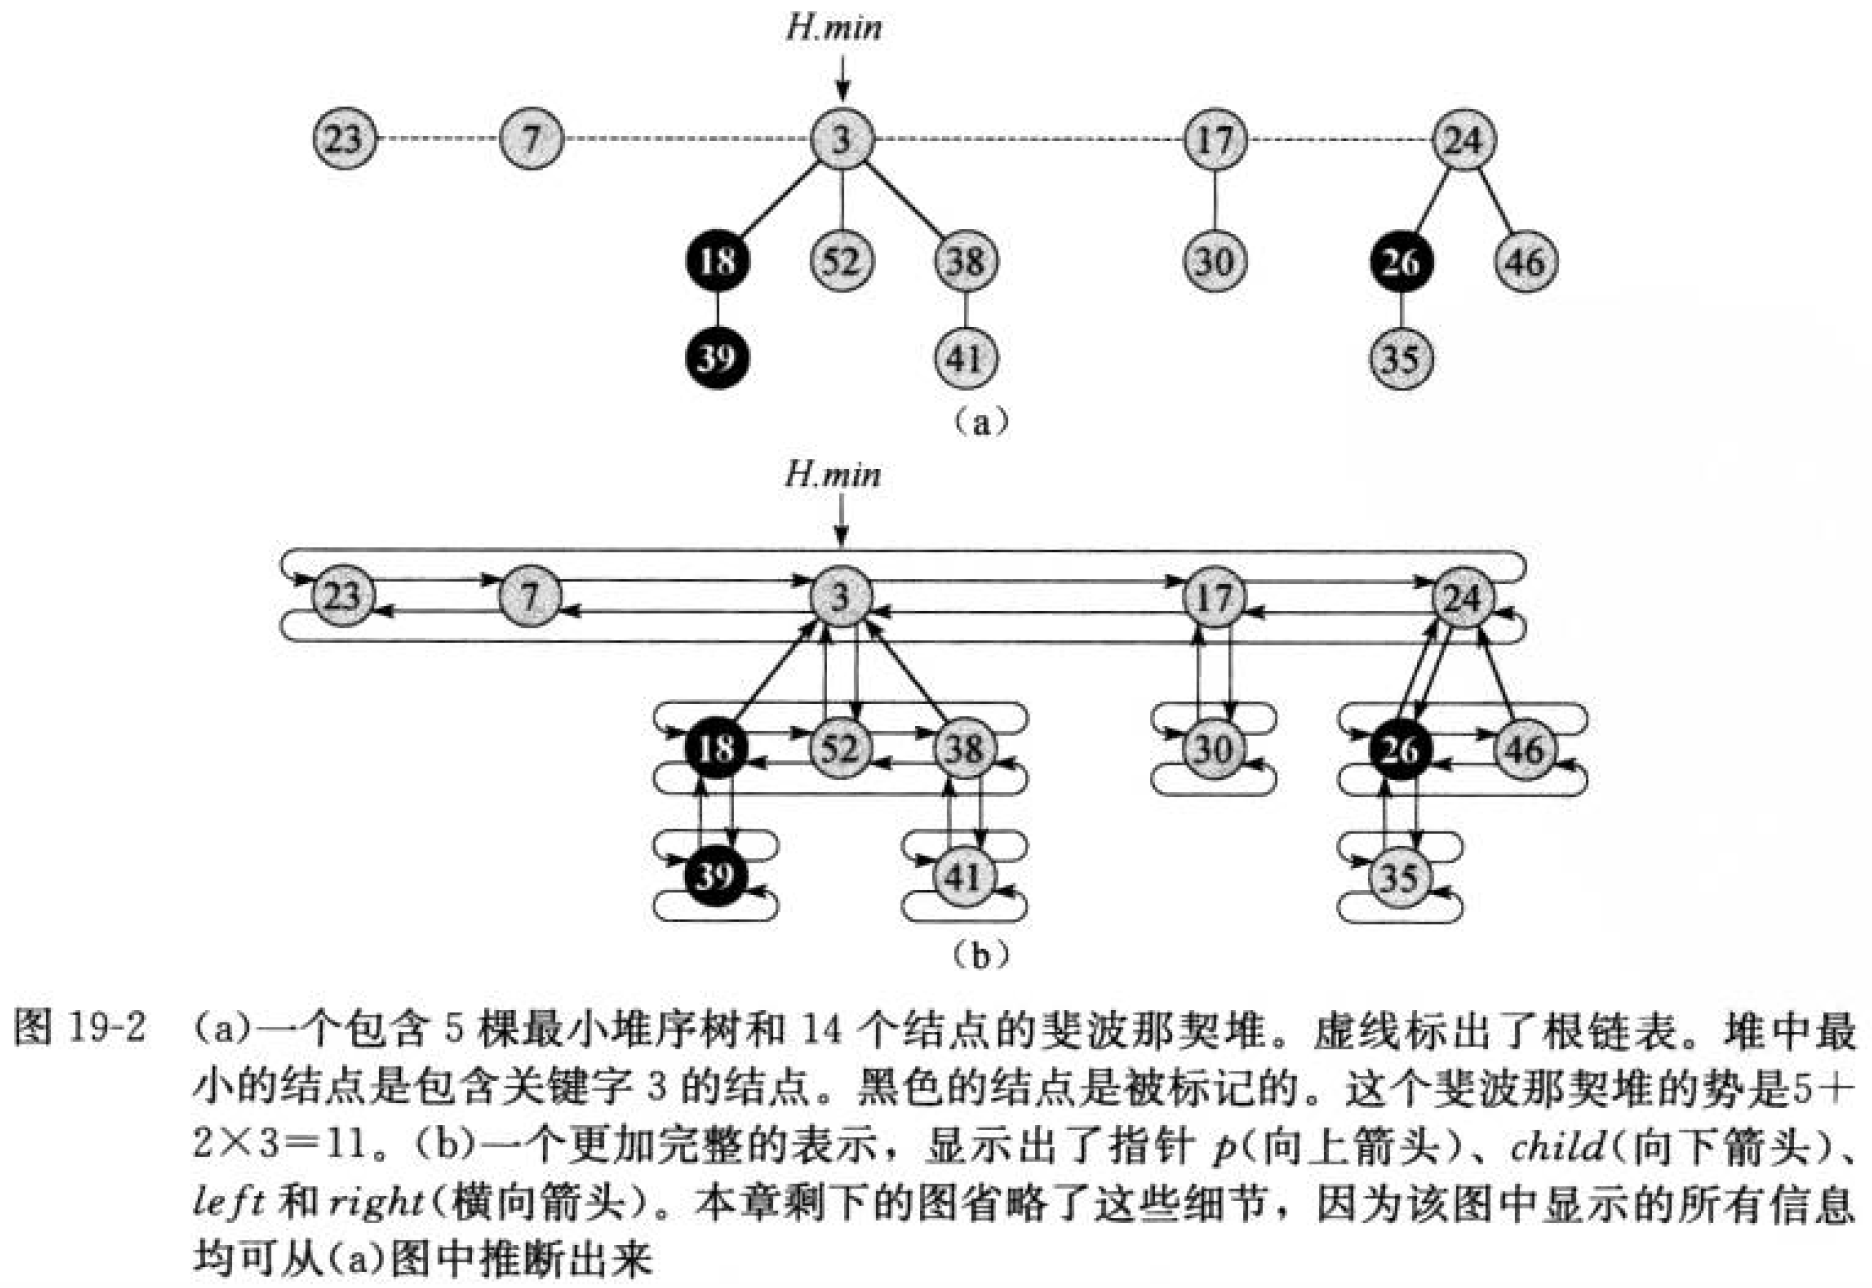 H.min
23 7 3 17 24
18 52 38 30 26 46
39 41 35
(a)
H.min
23 7 3 17 24
18 52 38 30 26 46
39 41 35
(b)
图 19-2 (a)一个包含 5 棵最小堆序树和 14 个结点的斐波那契堆。虚线标出了根链表。堆中最
小的结点是包含关键字 3 的结点。黑色的结点是被标记的。这个斐波那契堆的势是5+
2×3=11。(b)一个更加完整的表示，显示出了指针 p(向上箭头)、child(向下箭头)、
left 和 right(横向箭头)。本章剩下的图省略了这些细节，因为该图中显示的所有信息
均可从(a)图中推断出来